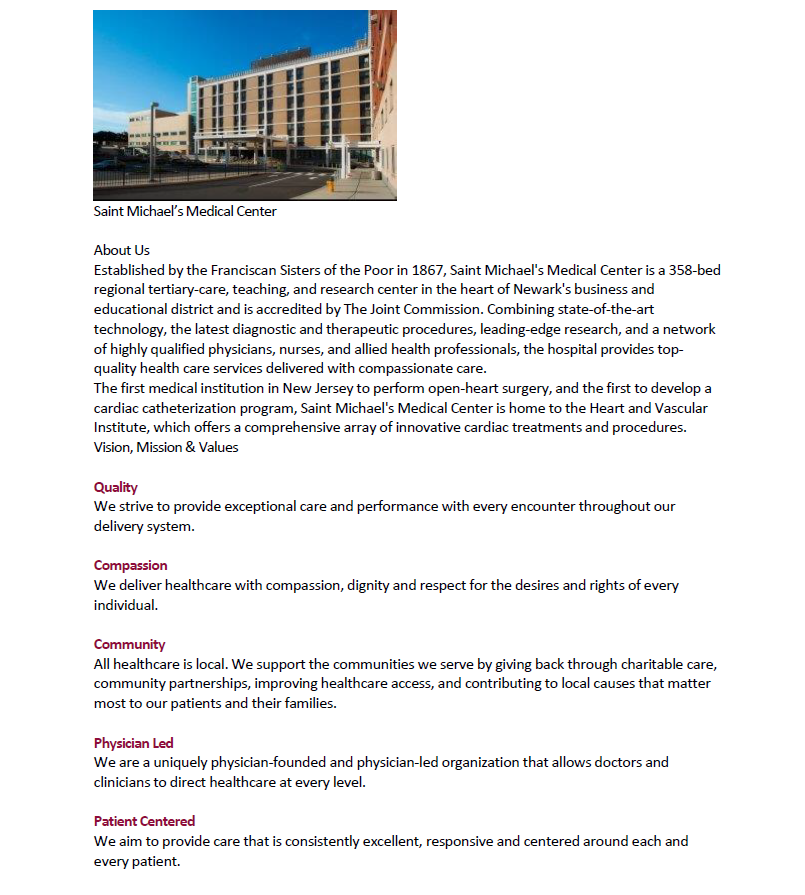 Saint Michael’s Medical Center
About Us
Established by the Franciscan Sisters of the Poor in 1867, Saint Michael's Medical Center is a 358-bed
regional tertiary-care, teaching, and research center in the heart of Newark's business and
educational district and is accredited by The Joint Commission. Combining state-of-the-art
technology, the latest diagnostic and therapeutic procedures, leading-edge research, and a network
of highly qualified physicians, nurses, and allied health professionals, the hospital provides top-
quality health care services delivered with compassionate care.
The first medical institution in New Jersey to perform open-heart surgery, and the first to develop a
cardiac catheterization program, Saint Michael's Medical Center is home to the Heart and Vascular
Institute, which offers a comprehensive array of innovative cardiac treatments and procedures.
Vision, Mission & Values
Quality
We strive to provide exceptional care and performance with every encounter throughout our
delivery system.
Compassion
We deliver healthcare with compassion, dignity and respect for the desires and rights of every
individual.
Community
All healthcare is local. We support the communities we serve by giving back through charitable care,
community partnerships, improving healthcare access, and contributing to local causes that matter
most to our patients and their families.
Physician Led
We are a uniquely physician-founded and physician-led organization that allows doctors and
clinicians to direct healthcare at every level.
Patient Centered
We aim to provide care that is consistently excellent, responsive and centered around each and
every patient.